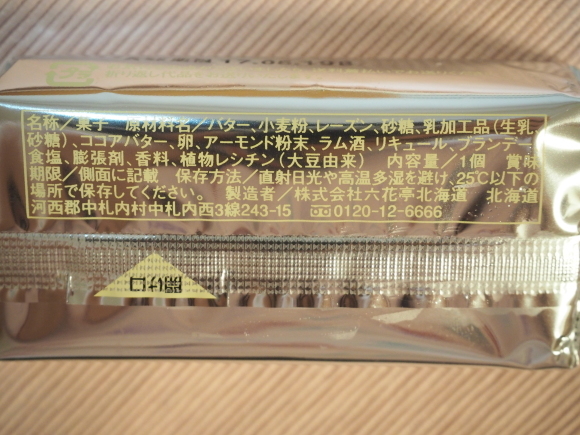 名称／菓子　原材料名／バター、小麦粉、レーズン、砂糖、乳加工品（生乳、
砂糖）、ココアバター、卵、アーモンド粉末、ラム酒、リキュール、ブランデー、
食塩、膨張剤、香料、植物レシチン（大豆由来）　内容量／1個　賞味
期限／側面に記載　保存方法／直射日光や高温多湿を避け、25℃以下の
場所で保存してください。　製造者／株式会社六花亭北海道　北海道
河西郡中札内村中札内西3線243-15　0120-12-6666
開け口